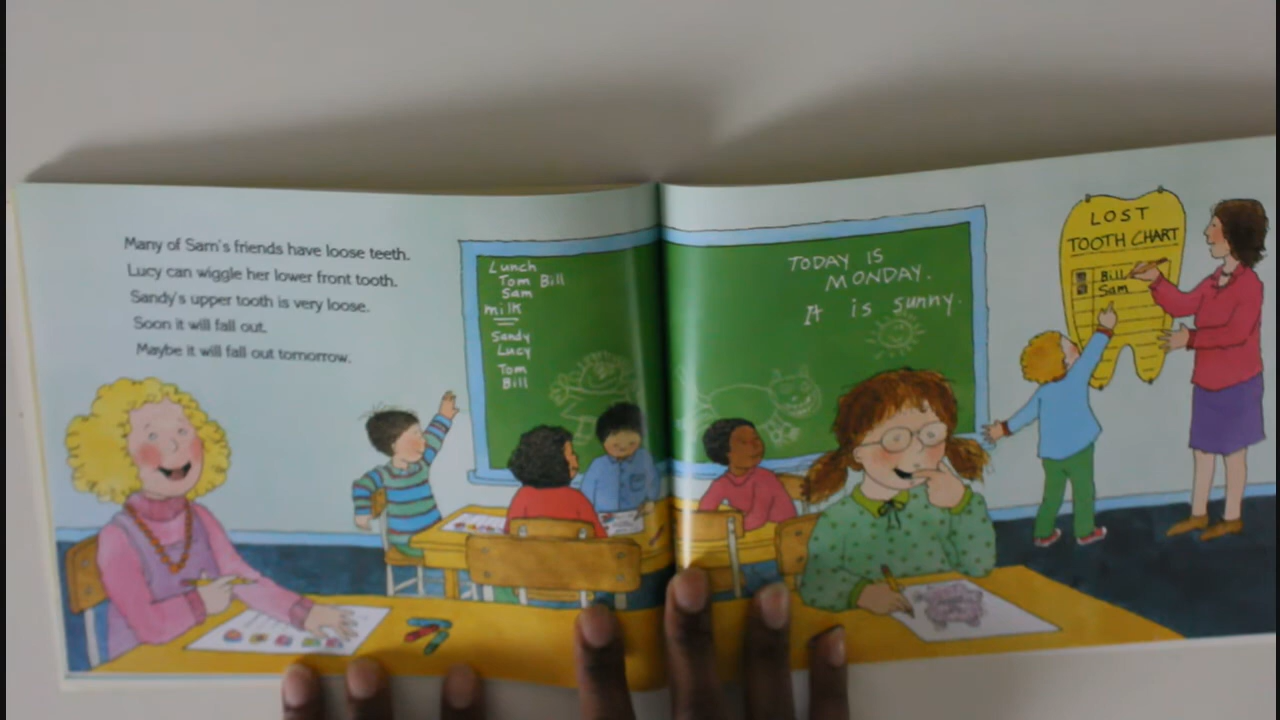 Many of Sam's friends have loose teeth.
Lucy can wiggle her lower front tooth.
Sandy's upper tooth is very loose.
Soon it will fall out.
Maybe it will fall out tomorrow.
Lunch
Tom Bill
Sam
milk
Sandy
Lucy
Tom
Bill
TODAY IS
MONDAY.
It is sunny.
LOST
TOOTH CHART
Bill
Sam